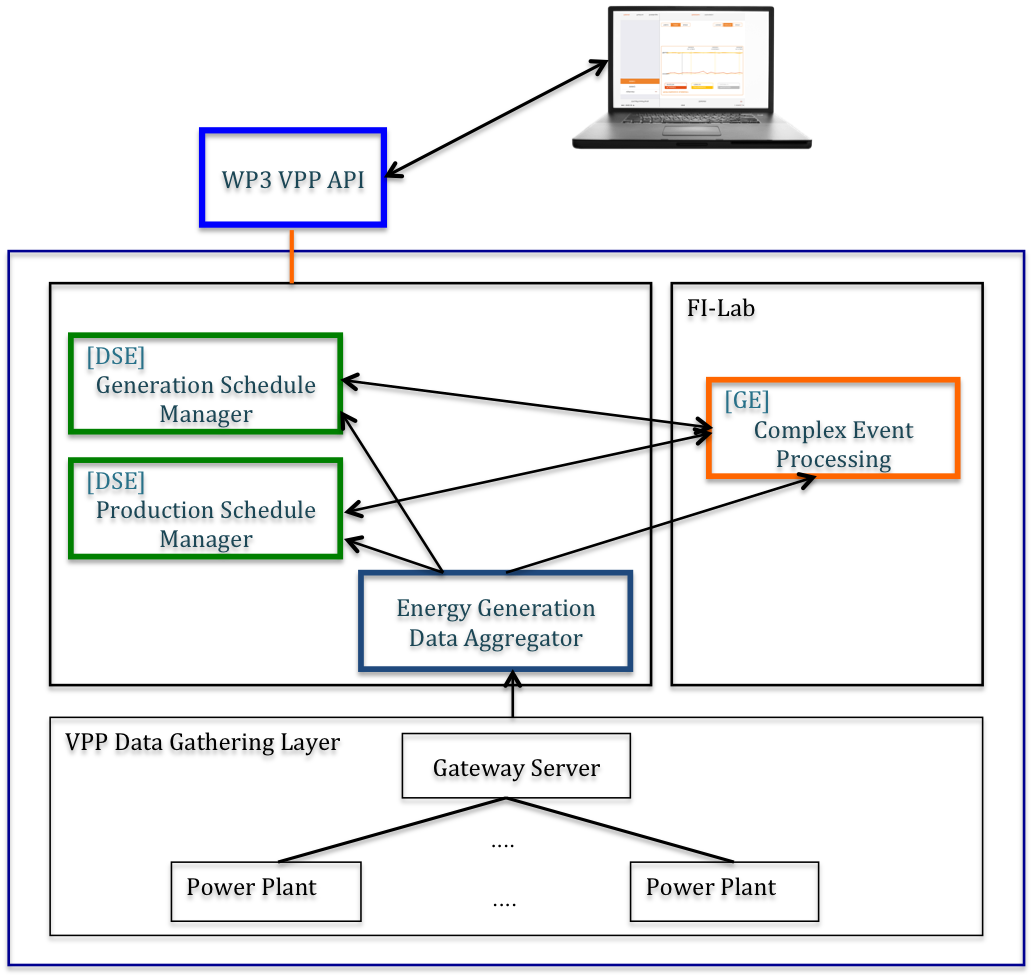 WP3 VPP API
FI-Lab
[DSE]
Generation Schedule
Manager
[GE]
Complex Event
Processing
[DSE]
Production Schedule
Manager
Energy Generation
Data Aggregator
VPP Data Gathering Layer
Gateway Server
....
Power Plant
....
Power Plant